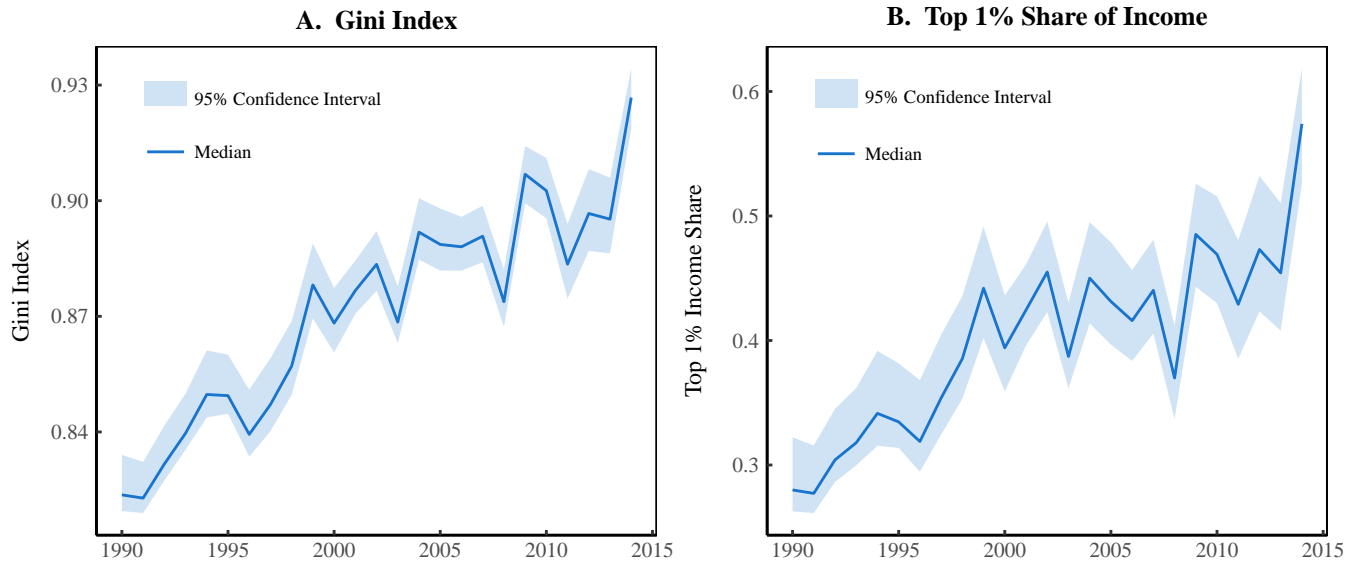 A. Gini Index
0.93
0.90
0.87
0.84
Gini Index
95% Confidence Interval
Median
1990
1995
2000
2005
2010
2015
B. Top 1% Share of Income
0.6
0.5
0.4
0.3
Top 1% Income Share
95% Confidence Interval
Median
1990
1995
2000
2005
2010
2015